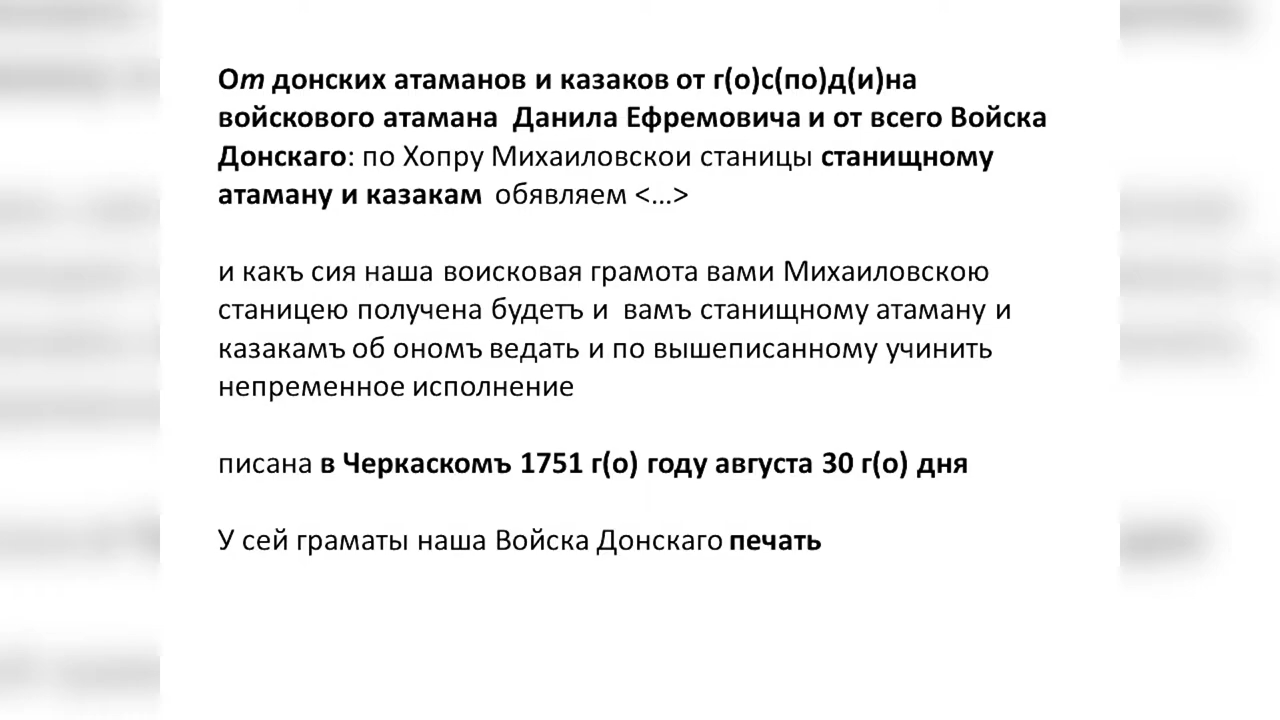 От донских атаманов и казаков от г(о)с(по)д(и)на
войскового атамана Данила Ефремовича и от всего Войска
Донскаго: по Хопру Михаиловскои станицы станищному
атаману и казакам обявляем <...>
и какъ сия наша воисковая грамота вами Михаиловскою
станицею получена будетъ и вамъ станищному атаману и
казакамъ об ономъ ведать и по вышеписанному учинить
непременное исполнение
писана в Черкаскомъ 1751 г(о) году августа 30 г(о) дня
У сей граматы наша Войска Донскаго печать